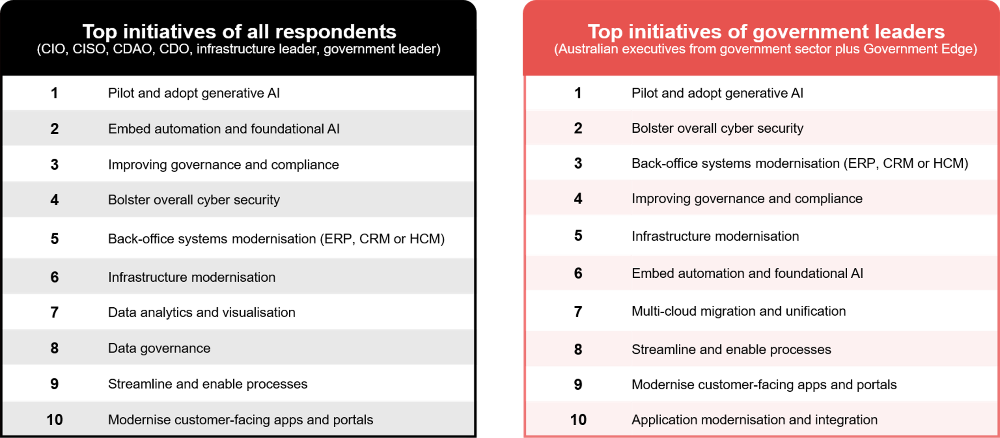 Top initiatives of all respondents
(CIO, CISO, CDAO, CDO, infrastructure leader, government leader)
1 Pilot and adopt generative AI
2 Embed automation and foundational AI
3 Improving governance and compliance
4 Bolster overall cyber security
5 Back-office systems modernisation (ERP, CRM or HCM)
6 Infrastructure modernisation
7 Data analytics and visualisation
8 Data governance
9 Streamline and enable processes
10 Modernise customer-facing apps and portals
Top initiatives of government leaders
(Australian executives from government sector plus Government Edge)
1 Pilot and adopt generative AI
2 Bolster overall cyber security
3 Back-office systems modernisation (ERP, CRM or HCM)
4 Improving governance and compliance
5 Infrastructure modernisation
6 Embed automation and foundational AI
7 Multi-cloud migration and unification
8 Streamline and enable processes
9 Modernise customer-facing apps and portals
10 Application modernisation and integration